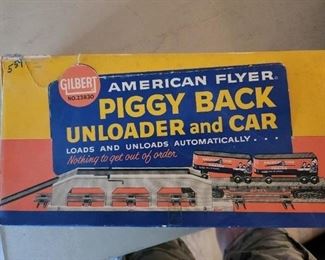 GILBERT
NO. 23830
AMERICAN FLYER
PIGGY BACK
UNLOADER and CAR
LOADS AND UNLOADS AUTOMATICALLY...
Nothing to get out of order